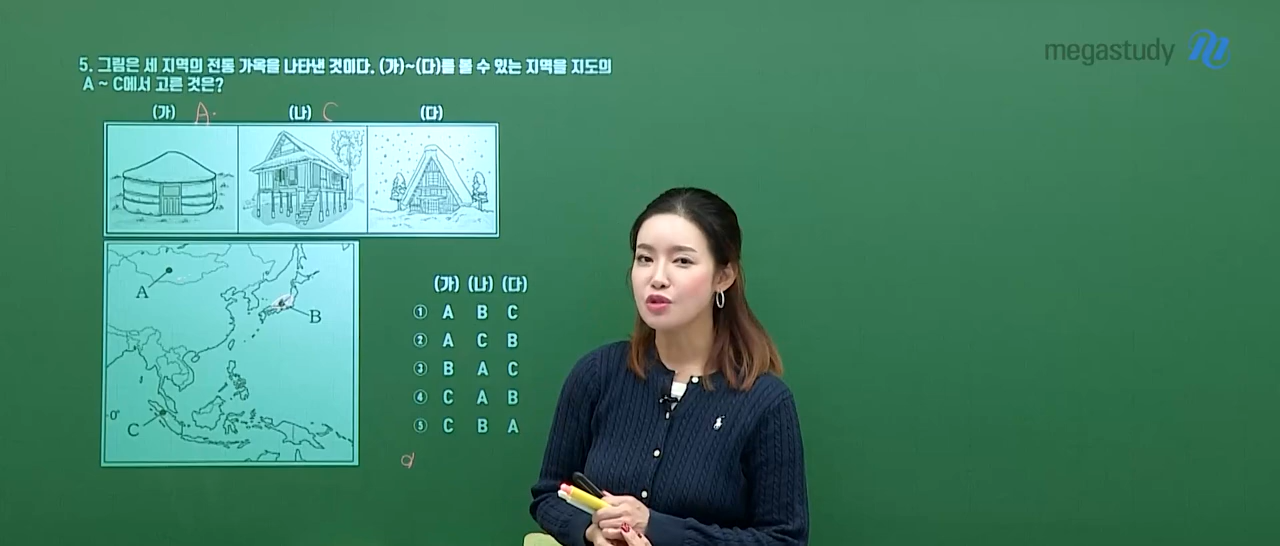 megastudy
5. 그림은 세 지역의 전통 가옥을 나타낸 것이다. (가)~(다)를 볼 수 있는 지역을 지도의
A ~ C에서 고른 것은?
(가) A. (나) C (다)
A
B
0°
C
(가) (나) (다)
① A B C
② A C B
③ B A C
④ C A B
⑤ C B A